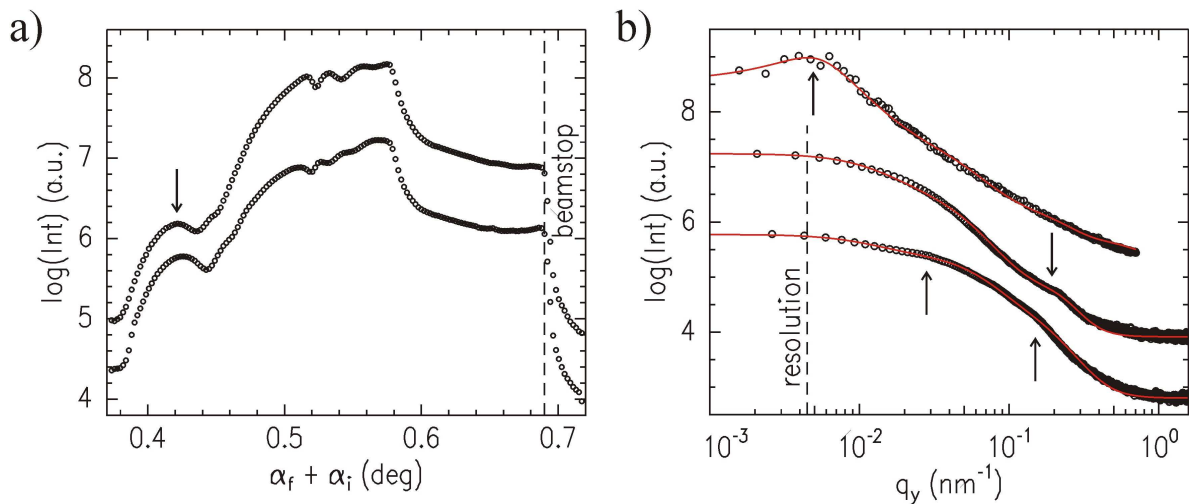 a)
log(Int) (a.u.)
8
7
6
5
4
beamstop
0.4
0.5
0.6
0.7
αf + αi (deg)
b)
log(Int) (a.u.)
8
6
4
resolution
10⁻³
10⁻²
10⁻¹
10⁰
qy (nm⁻¹)